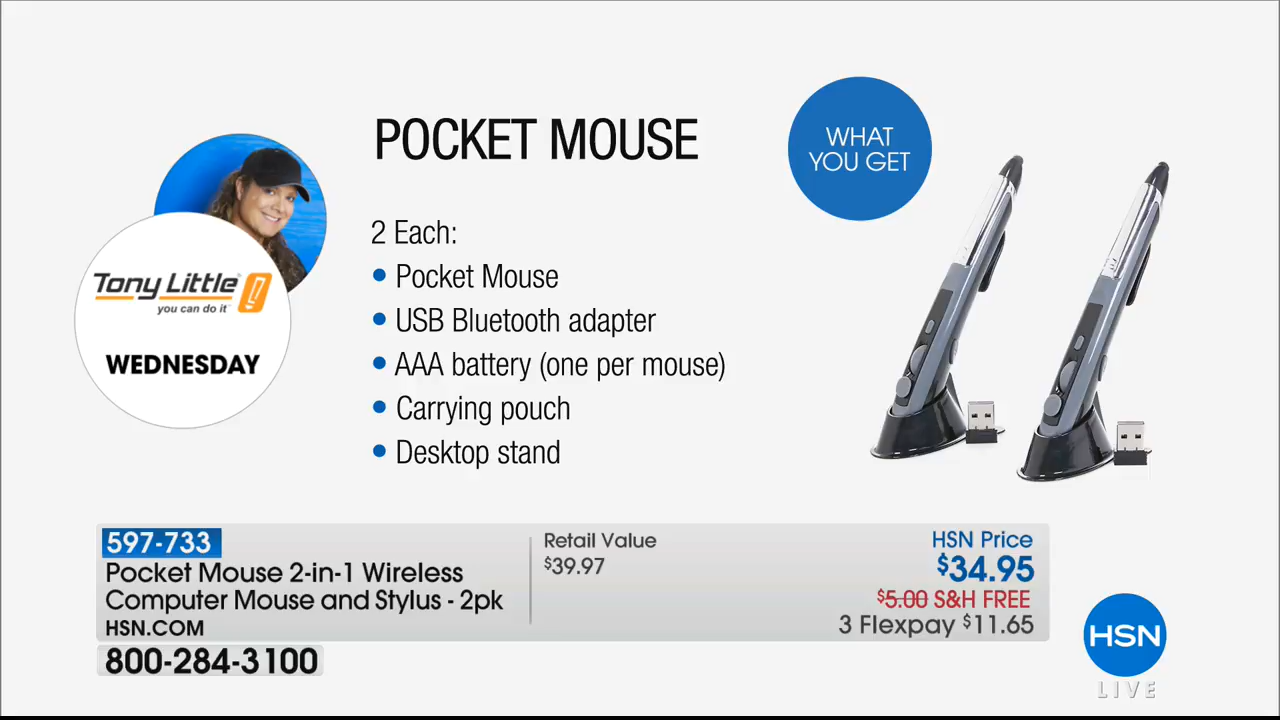 POCKET MOUSE
WHAT
YOU GET
2 Each:
• Pocket Mouse
• USB Bluetooth adapter
• AAA battery (one per mouse)
• Carrying pouch
• Desktop stand
Tony Little®
you can do it™
WEDNESDAY
597-733
Pocket Mouse 2-in-1 Wireless
Computer Mouse and Stylus - 2pk
HSN.COM
800-284-3100
Retail Value
$39.97
HSN Price
$34.95
$5.00 S&H FREE
3 Flexpay $11.65
HSN
LIVE